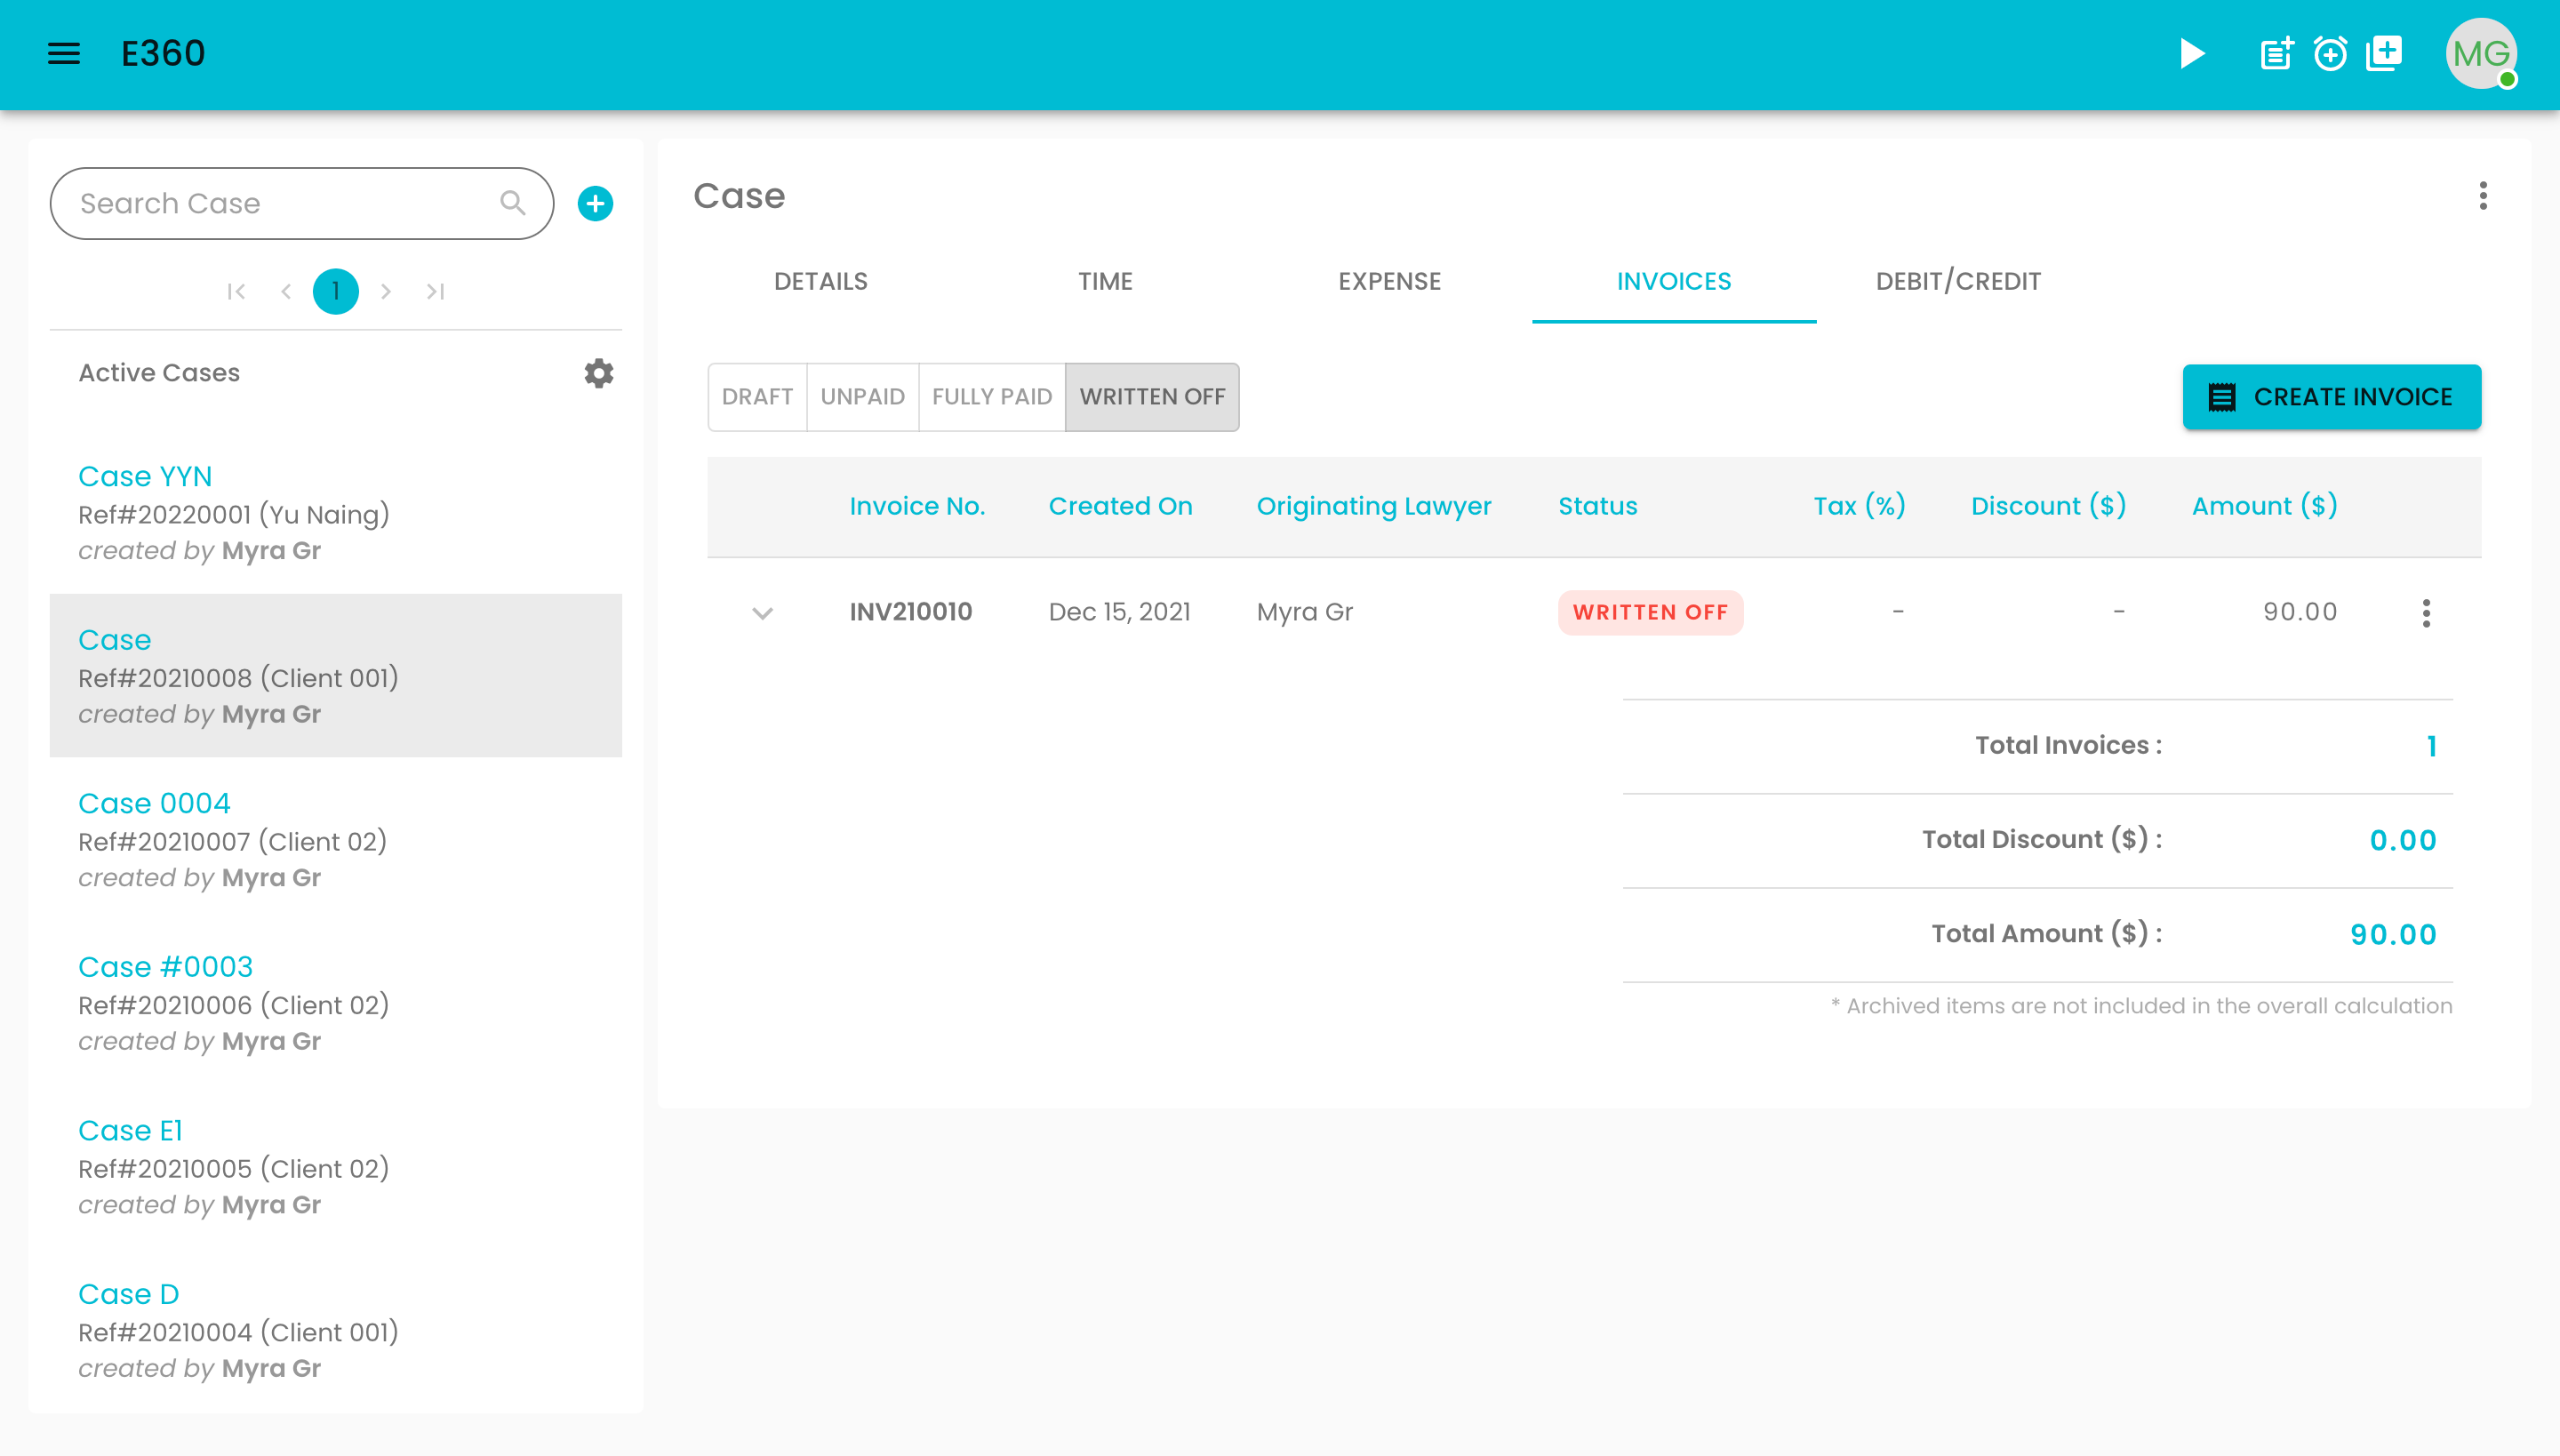 E360
MG
Search Case
1
Active Cases
Case YYN
Ref#20220001 (Yu Naing)
created by Myra Gr
Case
Ref#20210008 (Client 001)
created by Myra Gr
Case 0004
Ref#20210007 (Client 02)
created by Myra Gr
Case #0003
Ref#20210006 (Client 02)
created by Myra Gr
Case E1
Ref#20210005 (Client 02)
created by Myra Gr
Case D
Ref#20210004 (Client 001)
created by Myra Gr
Case
DETAILS TIME EXPENSE INVOICES DEBIT/CREDIT
DRAFT UNPAID FULLY PAID WRITTEN OFF CREATE INVOICE
Invoice No. Created On Originating Lawyer Status Tax (%) Discount ($) Amount ($)
INV210010 Dec 15, 2021 Myra Gr WRITTEN OFF - - 90.00
Total Invoices : 1
Total Discount ($) : 0.00
Total Amount ($) : 90.00
* Archived items are not included in the overall calculation